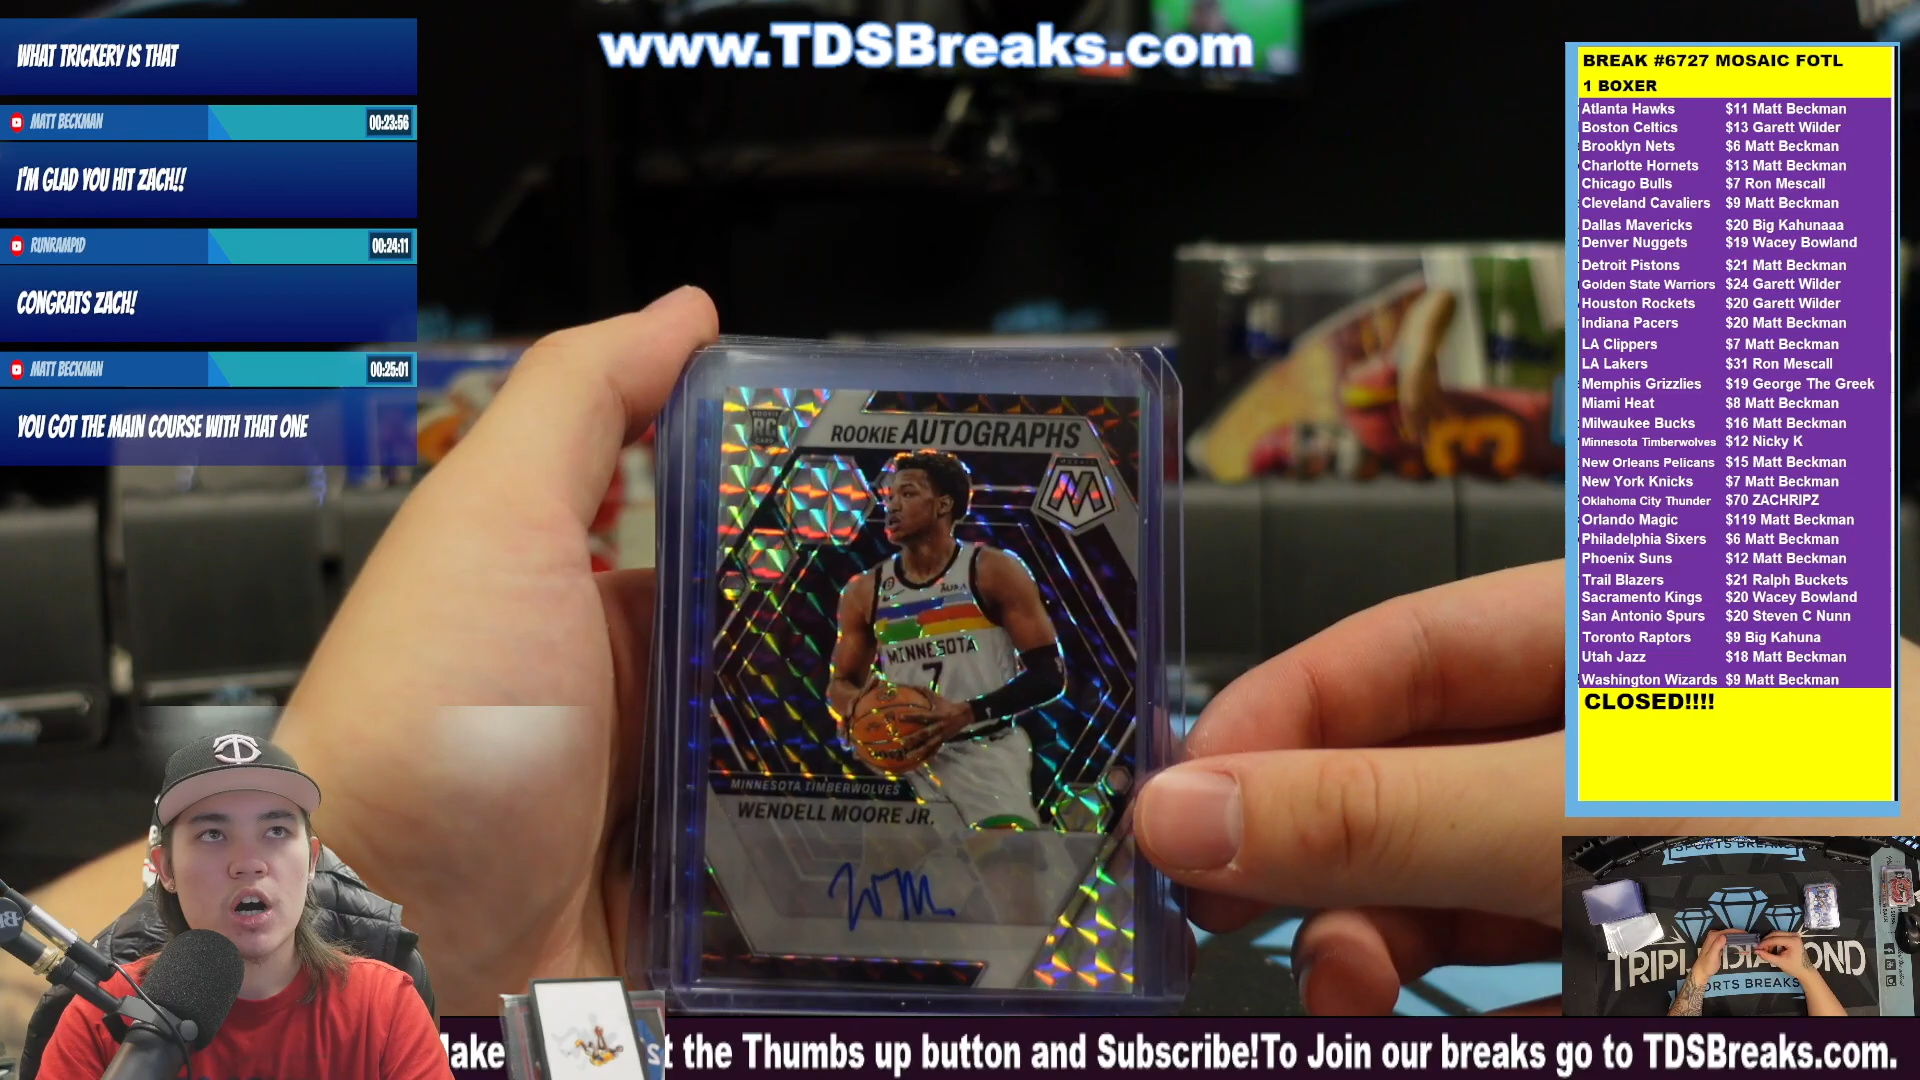 WHAT TRICKERY IS THAT
MATT BECKMAN 00:23:56
I'M GLAD YOU HIT ZACH!!
RUNRAMPID 00:24:11
CONGRATS ZACH!
MATT BECKMAN 00:25:01
YOU GOT THE MAIN COURSE WITH THAT ONE
www.TDSBreaks.com
ROOKIE
RC
CARD
ROOKIE AUTOGRAPHS
MOSAIC
M
MINNESOTA
7
MINNESOTA TIMBERWOLVES
WENDELL MOORE JR.
3
BREAK #6727 MOSAIC FOTL
1 BOXER
Atlanta Hawks $11 Matt Beckman
Boston Celtics $13 Garett Wilder
Brooklyn Nets $6 Matt Beckman
Charlotte Hornets $13 Matt Beckman
Chicago Bulls $7 Ron Mescall
Cleveland Cavaliers $9 Matt Beckman
Dallas Mavericks $20 Big Kahunaaa
Denver Nuggets $19 Wacey Bowland
Detroit Pistons $21 Matt Beckman
Golden State Warriors $24 Garett Wilder
Houston Rockets $20 Garett Wilder
Indiana Pacers $20 Matt Beckman
LA Clippers $7 Matt Beckman
LA Lakers $31 Ron Mescall
Memphis Grizzlies $19 George The Greek
Miami Heat $8 Matt Beckman
Milwaukee Bucks $16 Matt Beckman
Minnesota Timberwolves $12 Nicky K
New Orleans Pelicans $15 Matt Beckman
New York Knicks $7 Matt Beckman
Oklahoma City Thunder $70 ZACHRIPZ
Orlando Magic $119 Matt Beckman
Philadelphia Sixers $6 Matt Beckman
Phoenix Suns $12 Matt Beckman
Trail Blazers $21 Ralph Buckets
Sacramento Kings $20 Wacey Bowland
San Antonio Spurs $20 Steven C Nunn
Toronto Raptors $9 Big Kahuna
Utah Jazz $18 Matt Beckman
Washington Wizards $9 Matt Beckman
CLOSED!!!!
SPORTS BREAKS
TRIPL DIAMOND
ORTS BREAKS
TC
Make t the Thumbs up button and Subscribe!To Join our breaks go to TDSBreaks.com.